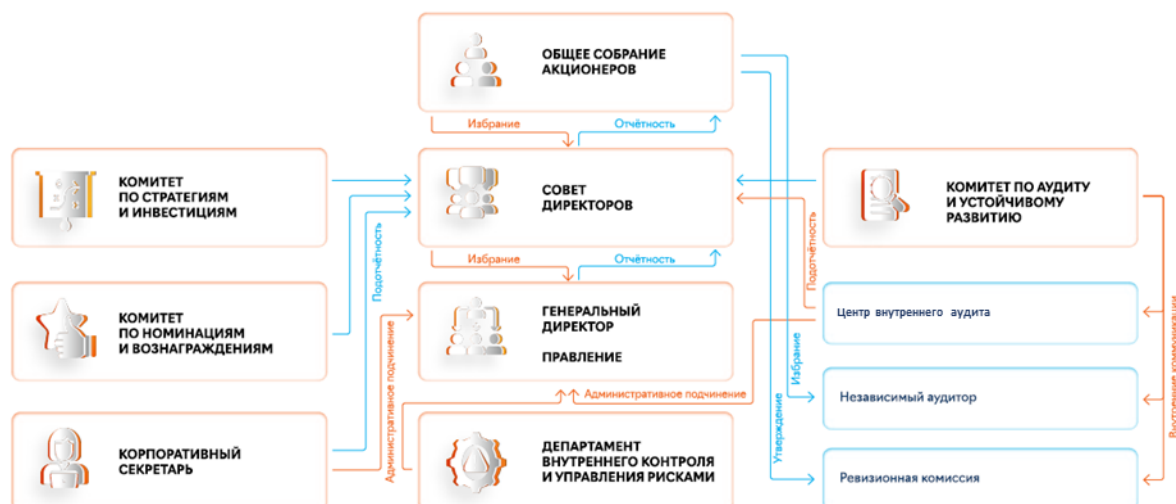 ОБЩЕЕ СОБРАНИЕ
АКЦИОНЕРОВ
Избрание
Отчётность
КОМИТЕТ
ПО СТРАТЕГИЯМ
И ИНВЕСТИЦИЯМ
СОВЕТ
ДИРЕКТОРОВ
КОМИТЕТ ПО АУДИТУ
И УСТОЙЧИВОМУ
РАЗВИТИЮ
Избрание
Отчётность
Подотчётность
Подотчётность
КОМИТЕТ
ПО НОМИНАЦИЯМ
И ВОЗНАГРАЖДЕНИЯМ
ГЕНЕРАЛЬНЫЙ
ДИРЕКТОР
ПРАВЛЕНИЕ
Центр внутреннего аудита
Административное подчинение
Административное подчинение
Избрание
Утверждение
Независимый аудитор
Внутренние коммуникации
КОРПОРАТИВНЫЙ
СЕКРЕТАРЬ
ДЕПАРТАМЕНТ
ВНУТРЕННЕГО КОНТРОЛЯ
И УПРАВЛЕНИЯ РИСКАМИ
Ревизионная комиссия